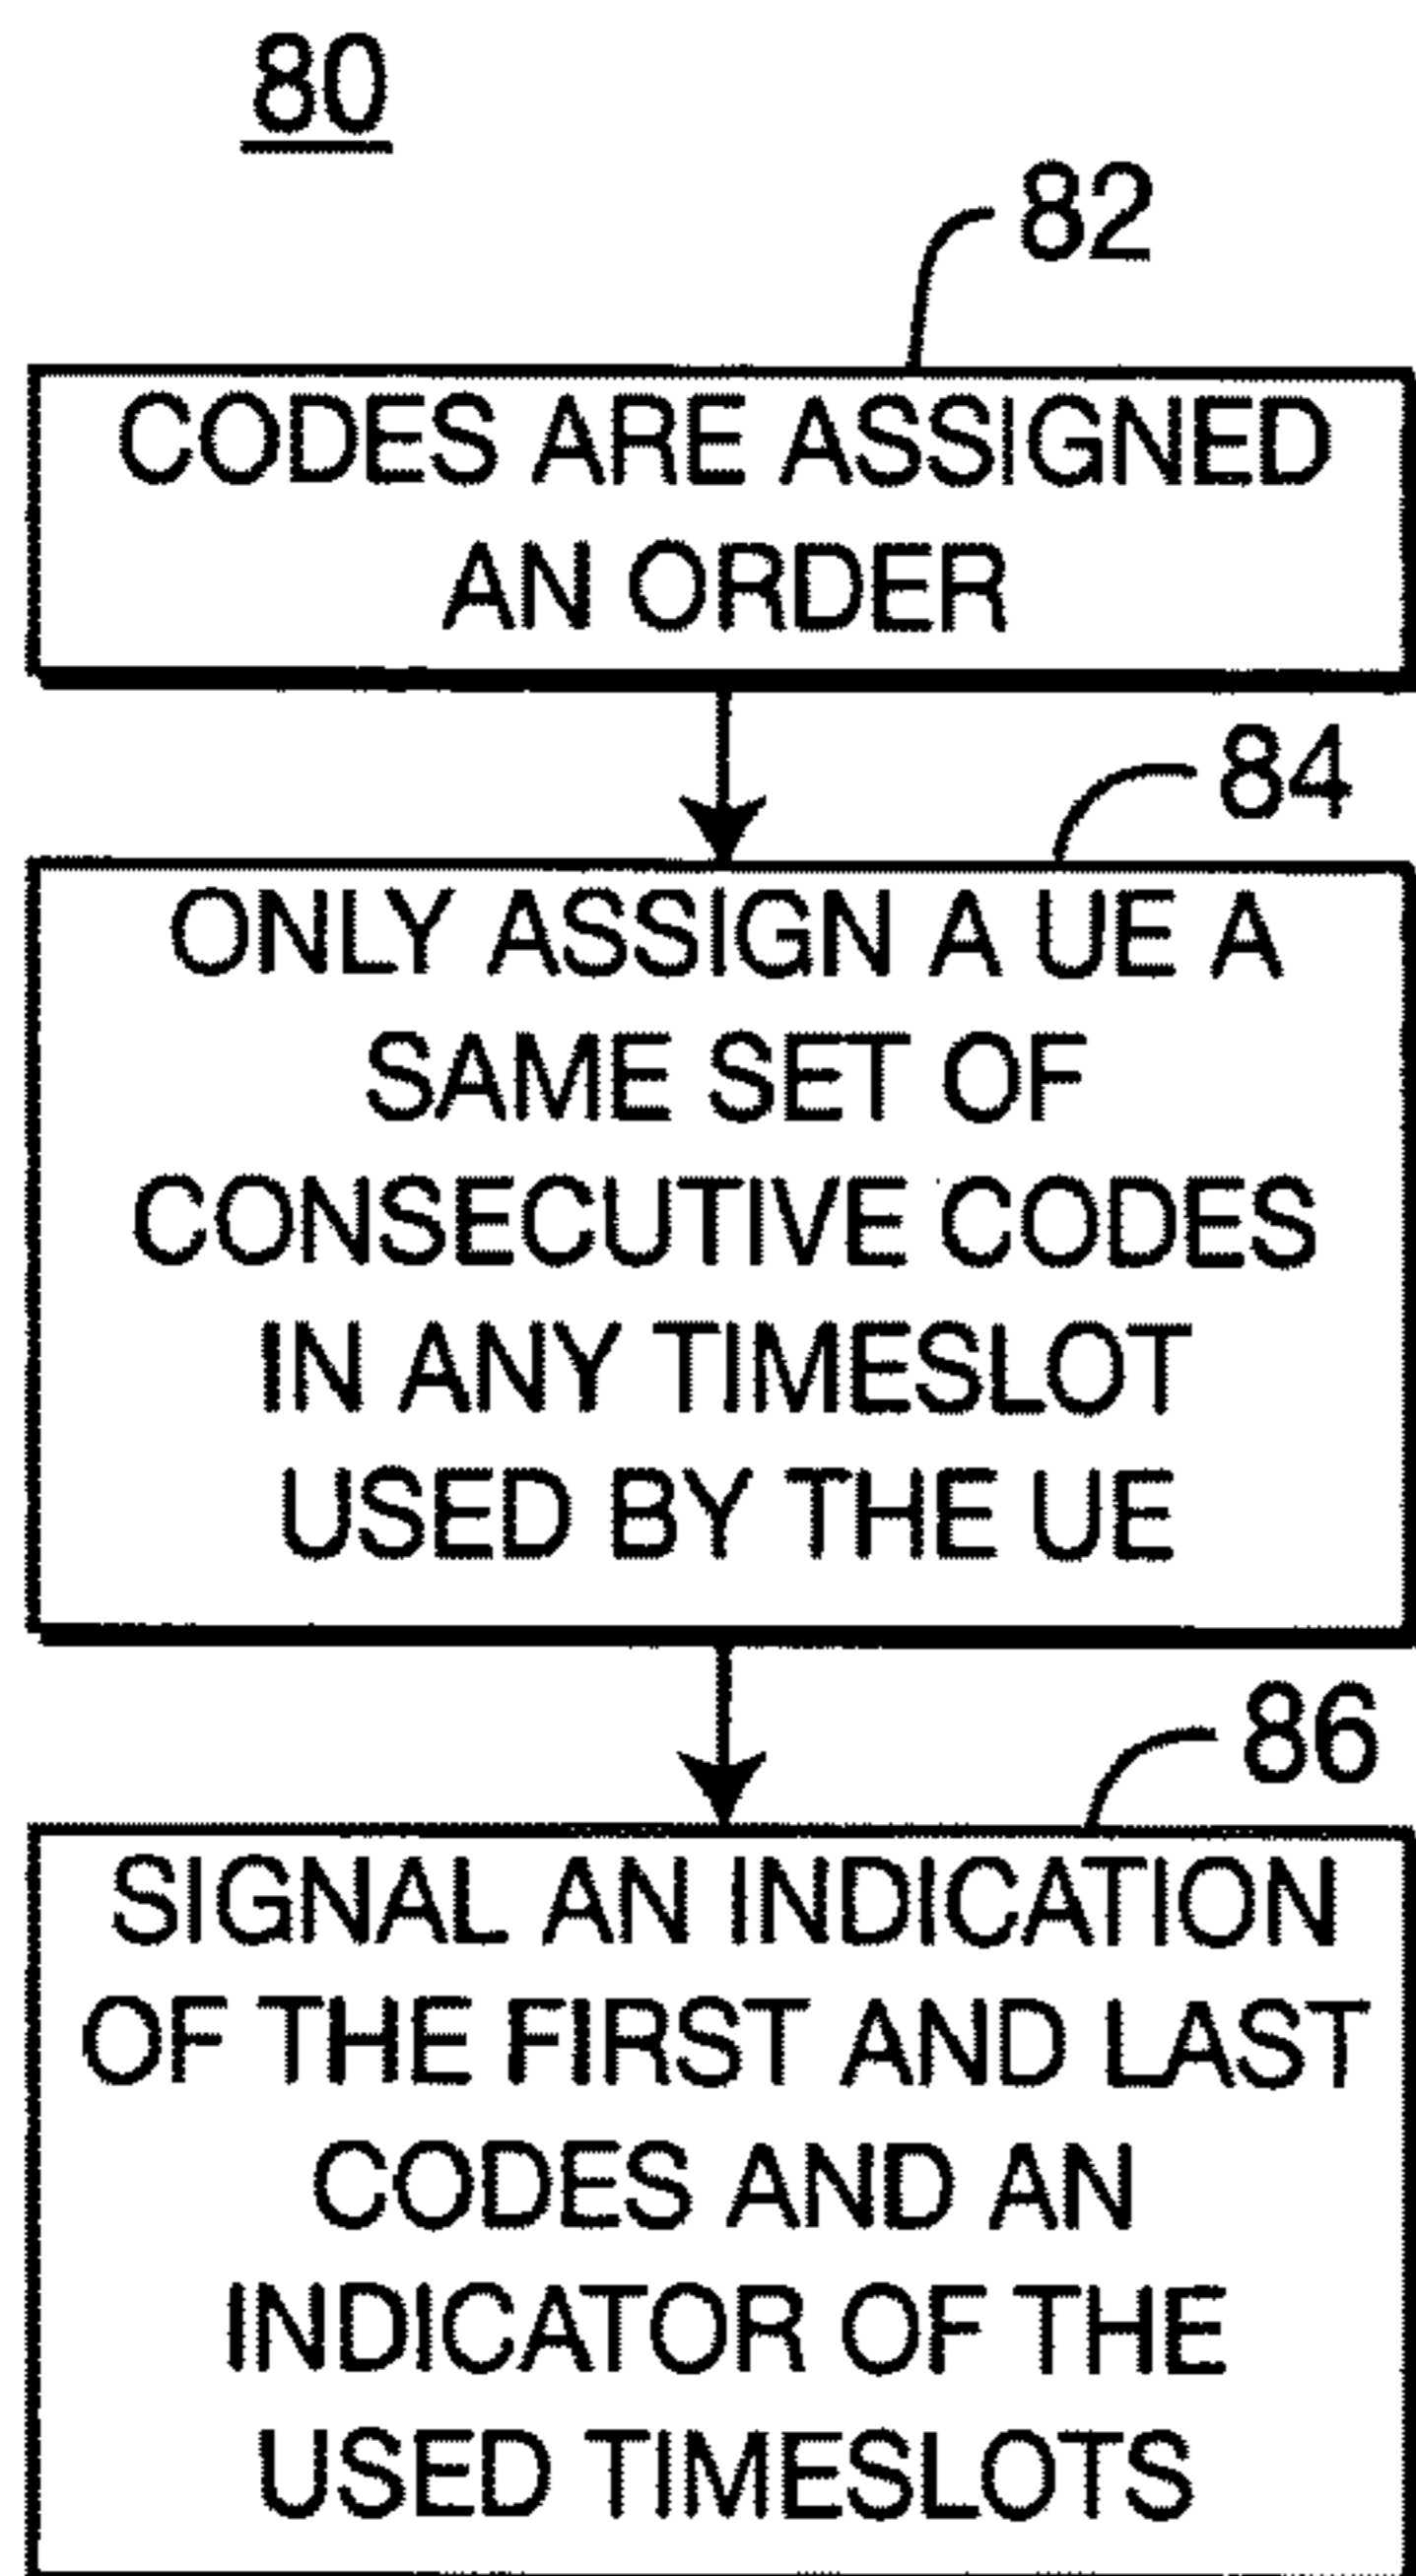 80
82
CODES ARE ASSIGNED
AN ORDER
84
ONLY ASSIGN A UE A
SAME SET OF
CONSECUTIVE CODES
IN ANY TIMESLOT
USED BY THE UE
86
SIGNAL AN INDICATION
OF THE FIRST AND LAST
CODES AND AN
INDICATOR OF THE
USED TIMESLOTS